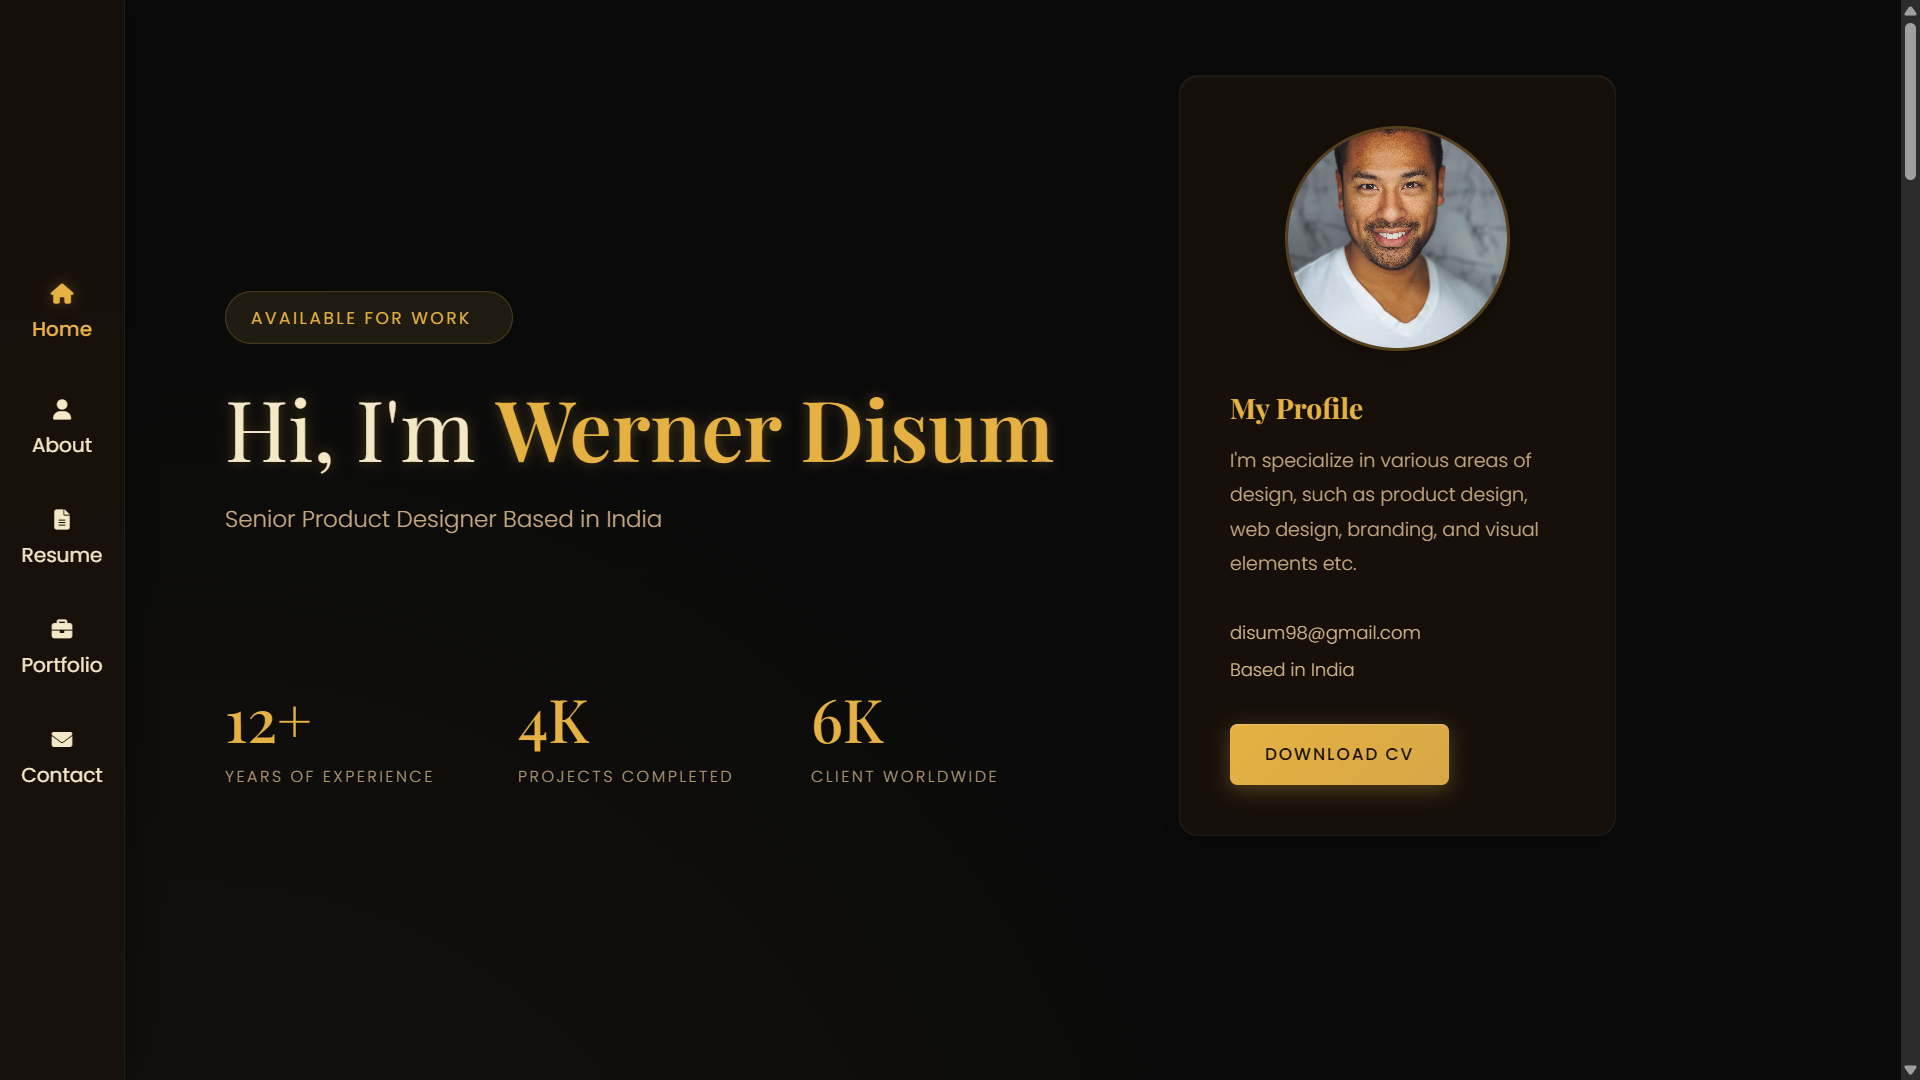 Home
About
Resume
Portfolio
Contact
AVAILABLE FOR WORK
Hi, I'm Werner Disum
Senior Product Designer Based in India
12+
YEARS OF EXPERIENCE
4K
PROJECTS COMPLETED
6K
CLIENT WORLDWIDE
My Profile
I'm specialize in various areas of
design, such as product design,
web design, branding, and visual
elements etc.
disum98@gmail.com
Based in India
DOWNLOAD CV